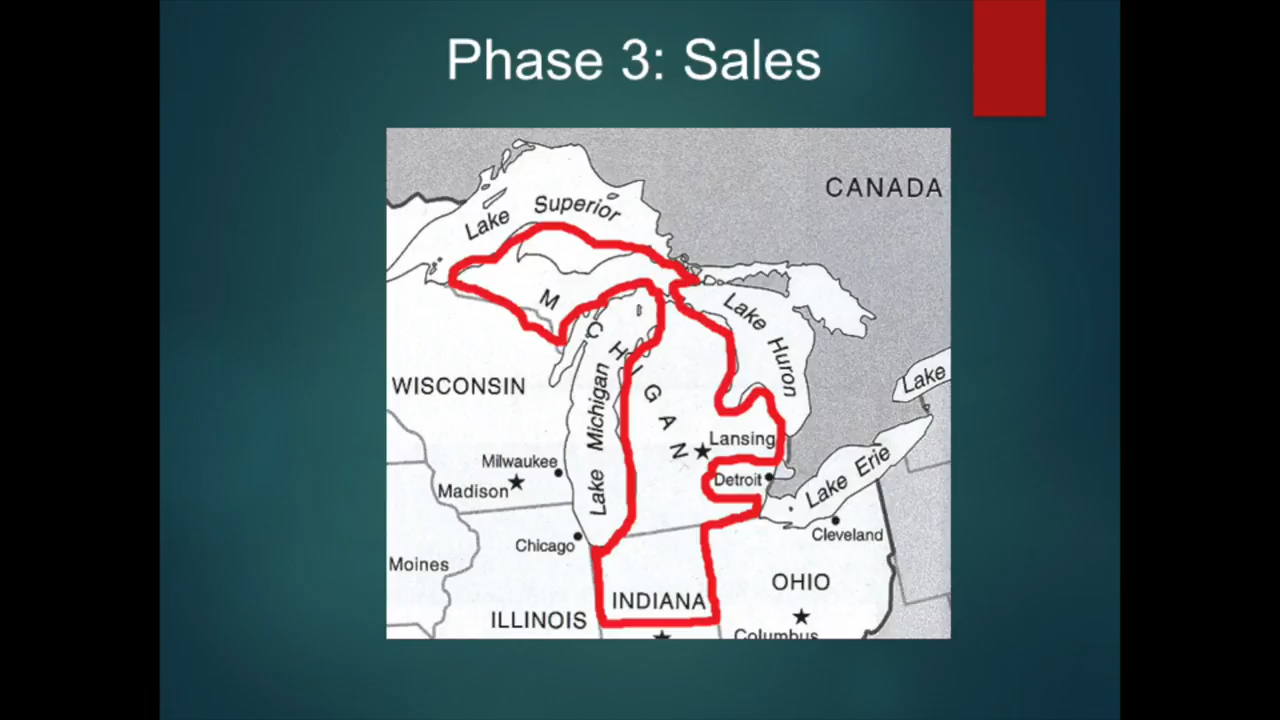 Phase 3: Sales
CANADA
Lake Superior
MICHIGAN
Lake Huron
Lake
WISCONSIN
Lake Michigan
Lansing
Milwaukee
Madison
Detroit
Lake Erie
Chicago
Cleveland
Moines
INDIANA
OHIO
ILLINOIS
Columbus